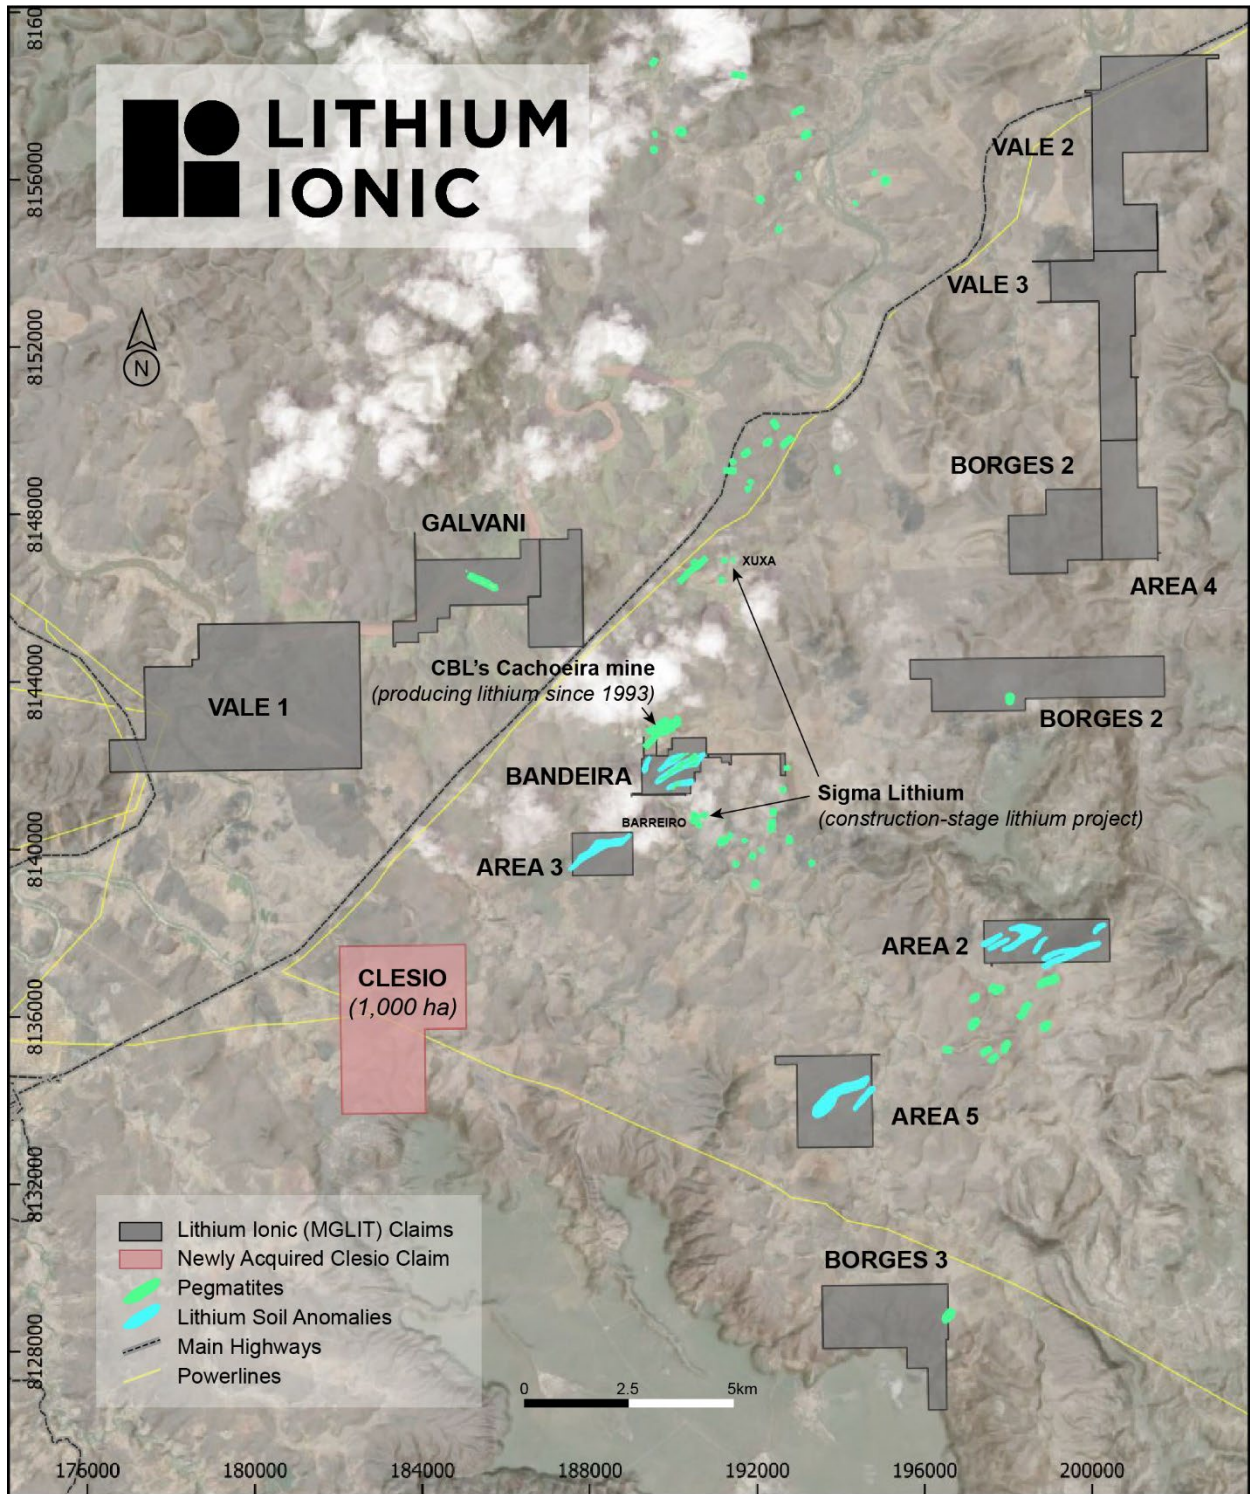 8160
8156000
8152000
8148000
8144000
8140000
8136000
8132000
8128000
LITHIUM
IONIC
N
VALE 2
VALE 3
BORGES 2
GALVANI
XUXA
AREA 4
CBL's Cachoeira mine
(producing lithium since 1993)
VALE 1
BORGES 2
BANDEIRA
Sigma Lithium
(construction-stage lithium project)
BARREIRO
AREA 3
AREA 2
CLESIO
(1,000 ha)
AREA 5
Lithium Ionic (MGLIT) Claims
Newly Acquired Clesio Claim
Pegmatites
Lithium Soil Anomalies
Main Highways
Powerlines
BORGES 3
0 2.5 5km
176000 180000 184000 188000 192000 196000 200000